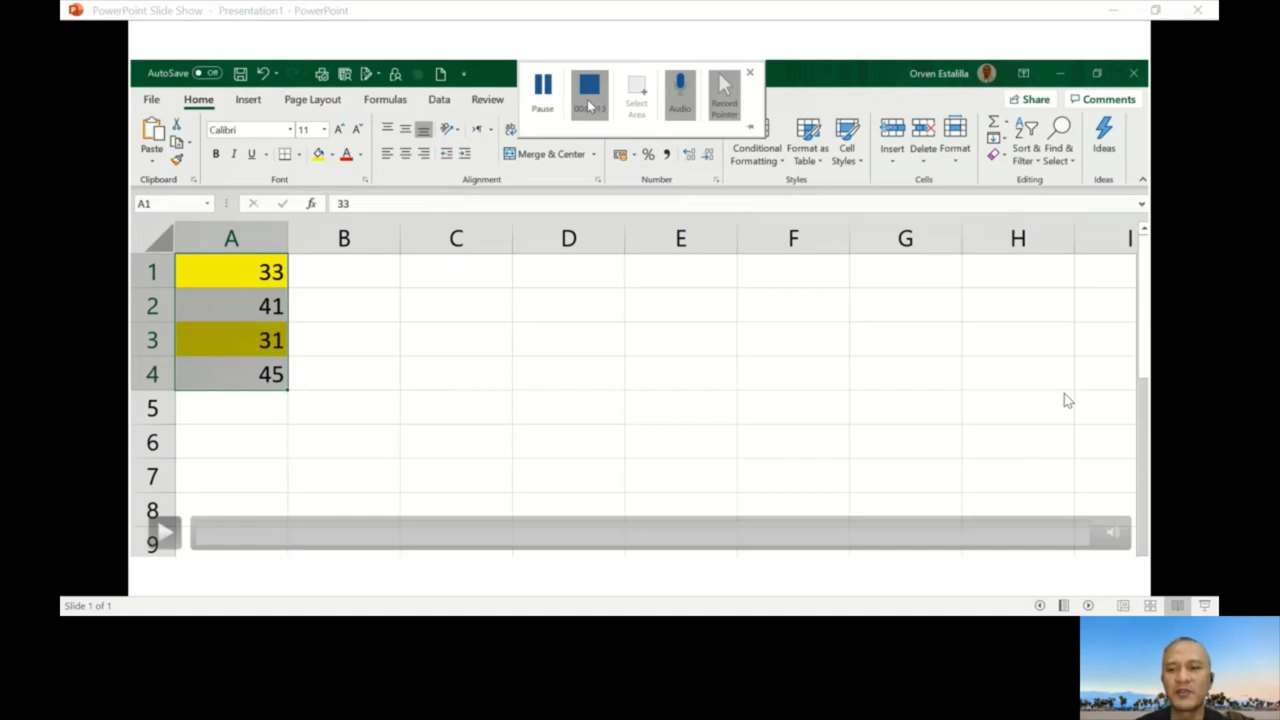 PowerPoint Slide Show - Presentation1 - PowerPoint
AutoSave Off
Orven Estalilla
Pause
Select Area
Audio
Record Pointer
File Home Insert Page Layout Formulas Data Review
Share Comments
Paste
Calibri 11
B I U
Merge & Center
%
Conditional Formatting
Format as Table
Cell Styles
Insert Delete Format
Sort & Filter
Find & Select
Ideas
Clipboard Font Alignment Number Styles Cells Editing Ideas
A1 fx 33
A B C D E F G H I
1 33
2 41
3 31
4 45
5
6
7
8
9
Slide 1 of 1